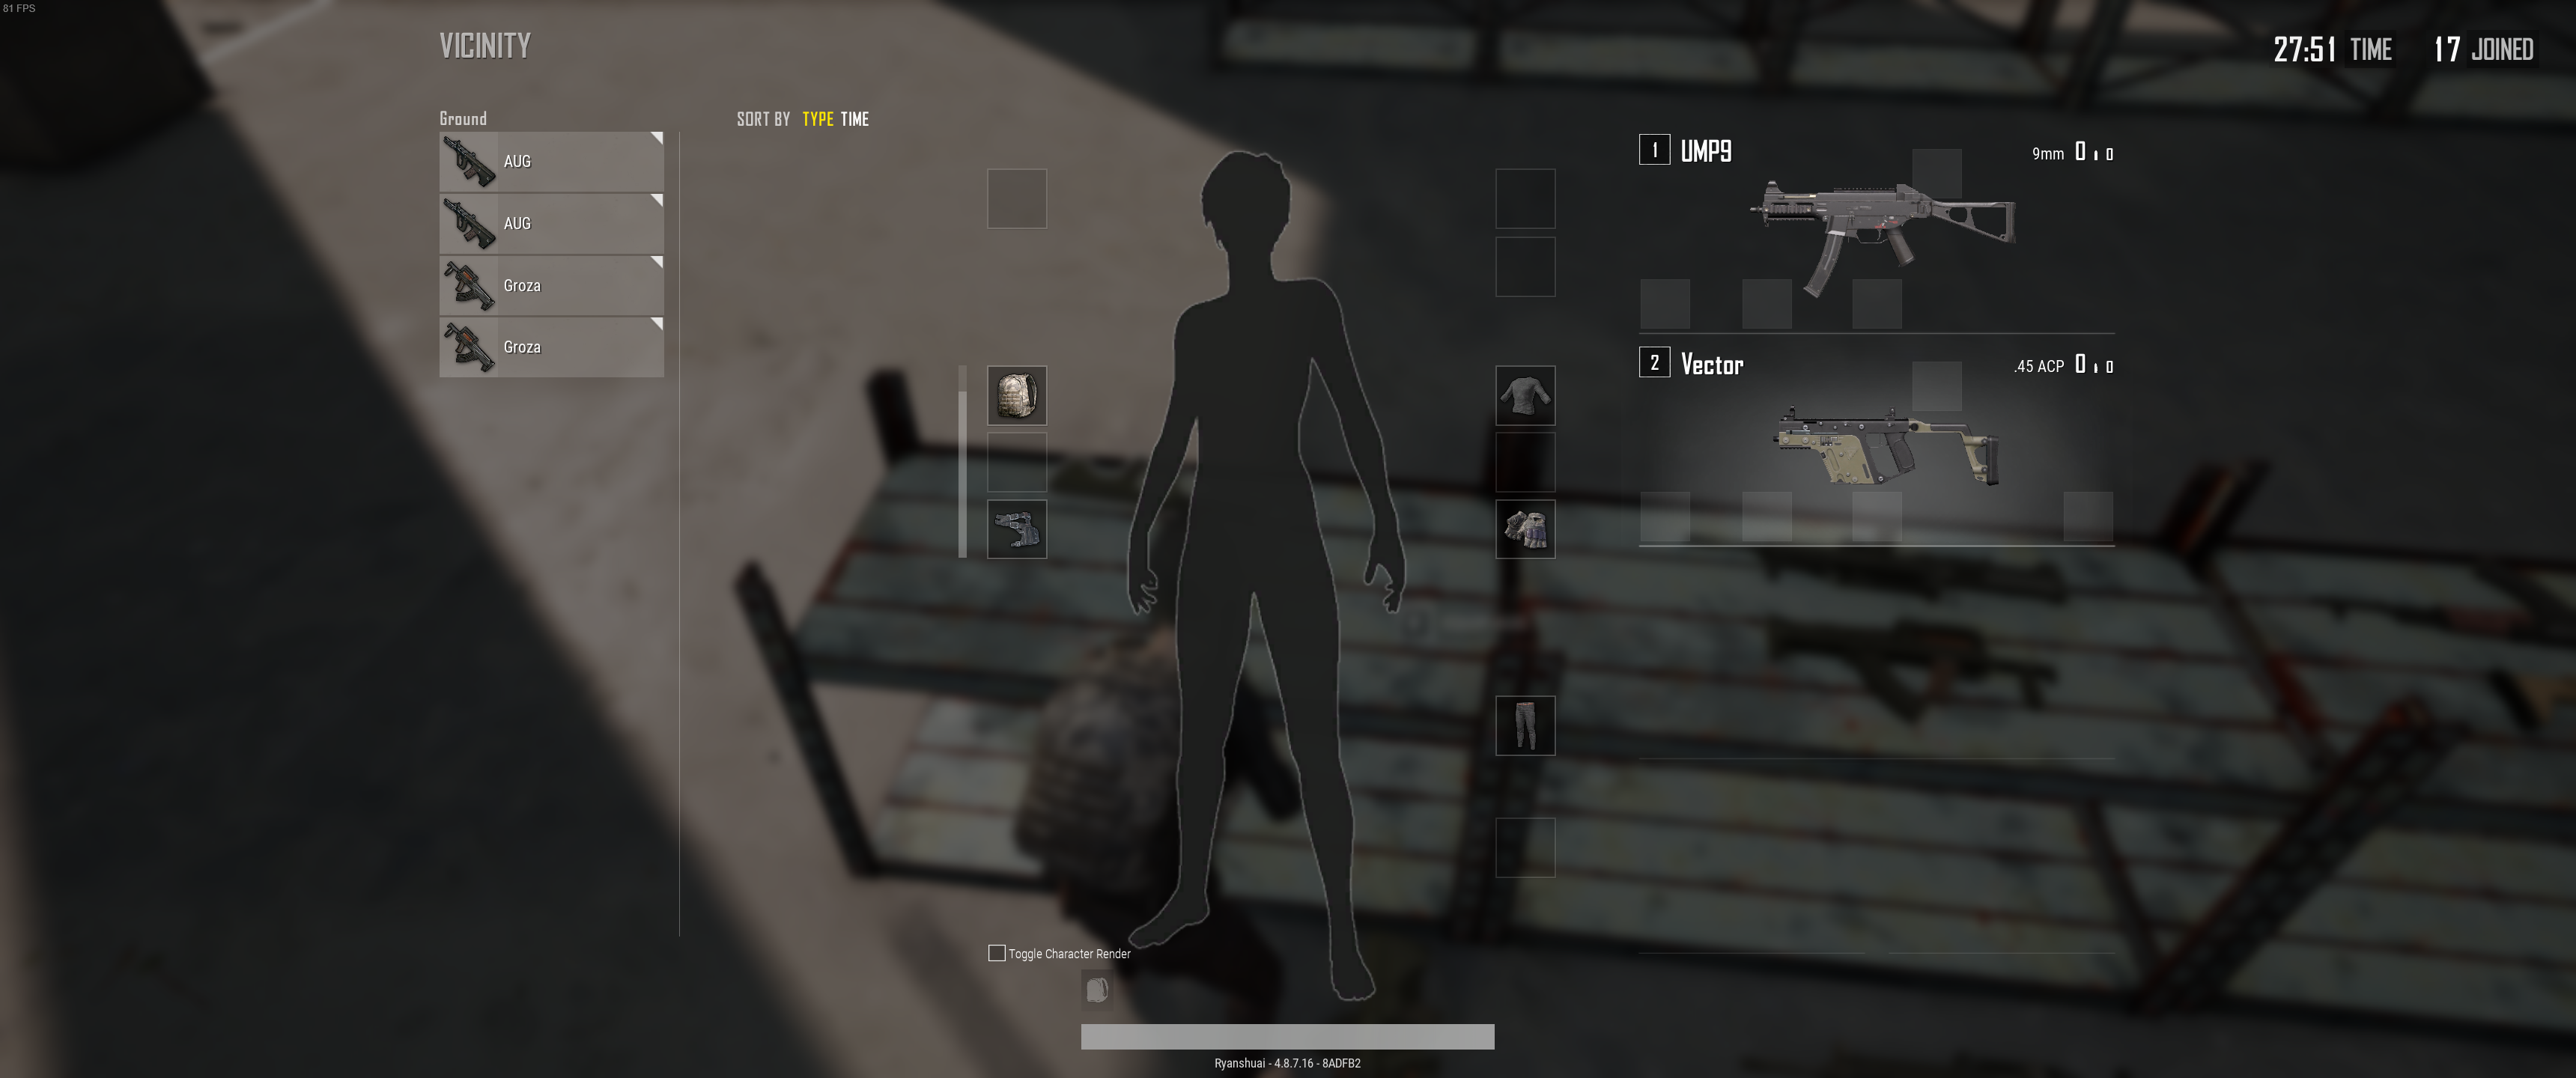 81 FPS
VICINITY
27:51 TIME 17 JOINED
Ground
SORT BY TYPE TIME
AUG
AUG
Groza
Groza
1 UMP9 9mm 0 | 0
2 Vector .45 ACP 0 | 0
Toggle Character Render
Ryanshuai - 4.8.7.16 - 8ADFB2